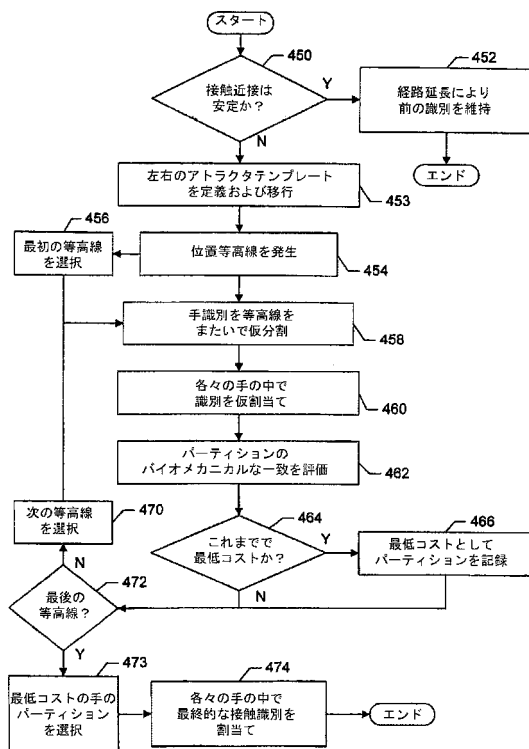 スタート
450
接触近接は
安定か？
Y
N
452
経路延長により
前の識別を維持
エンド
左右のアトラクタテンプレート
を定義および移行
453
456
最初の等高線
を選択
位置等高線を発生
454
手識別を等高線を
またいで仮分割
458
各々の手の中で
識別を仮割当て
460
パーティションの
バイオメカニカルな一致を評価
462
464
これまでで
最低コストか？
Y
N
466
最低コストとして
パーティションを記録
次の等高線
を選択
470
N
472
最後の
等高線？
Y
473
最低コストの手の
パーティション
を選択
474
各々の手の中で
最終的な接触識別を
割当て
エンド